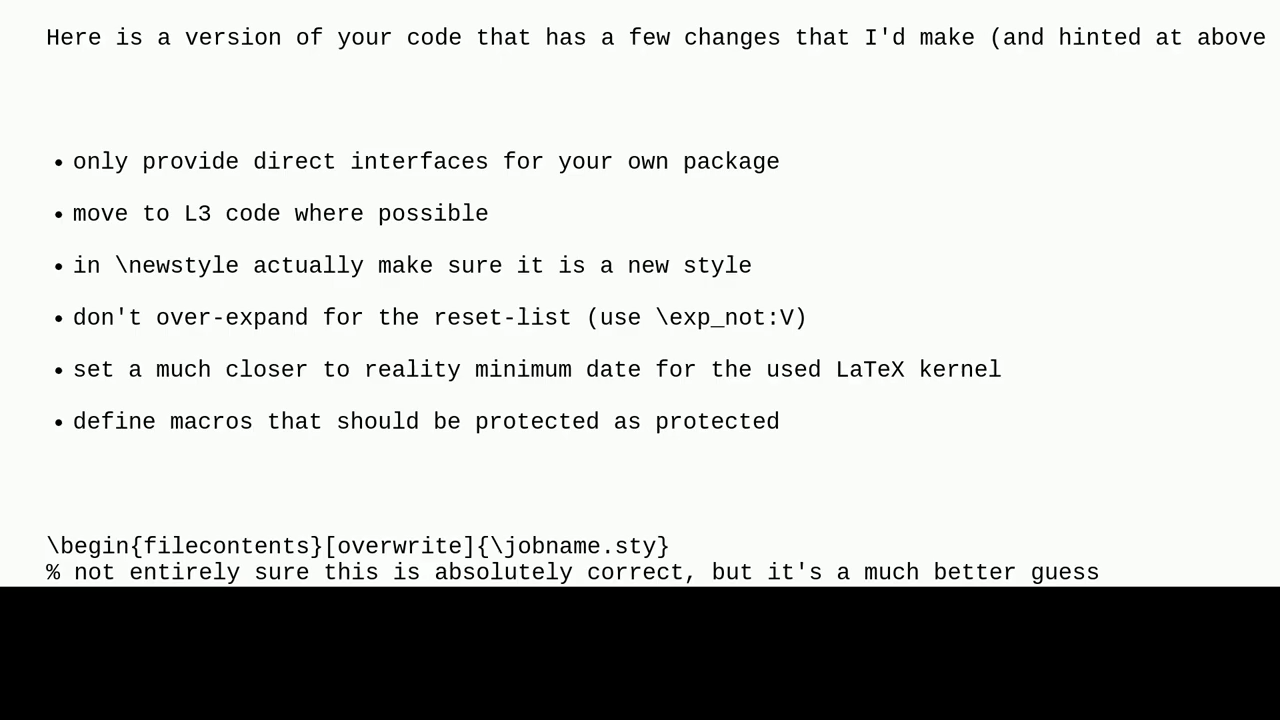 Here is a version of your code that has a few changes that I'd make (and hinted at above
• only provide direct interfaces for your own package
• move to L3 code where possible
• in \newstyle actually make sure it is a new style
• don't over-expand for the reset-list (use \exp_not:V)
• set a much closer to reality minimum date for the used LaTeX kernel
• define macros that should be protected as protected
\begin{filecontents}[overwrite]{\jobname.sty}
% not entirely sure this is absolutely correct, but it's a much better guess